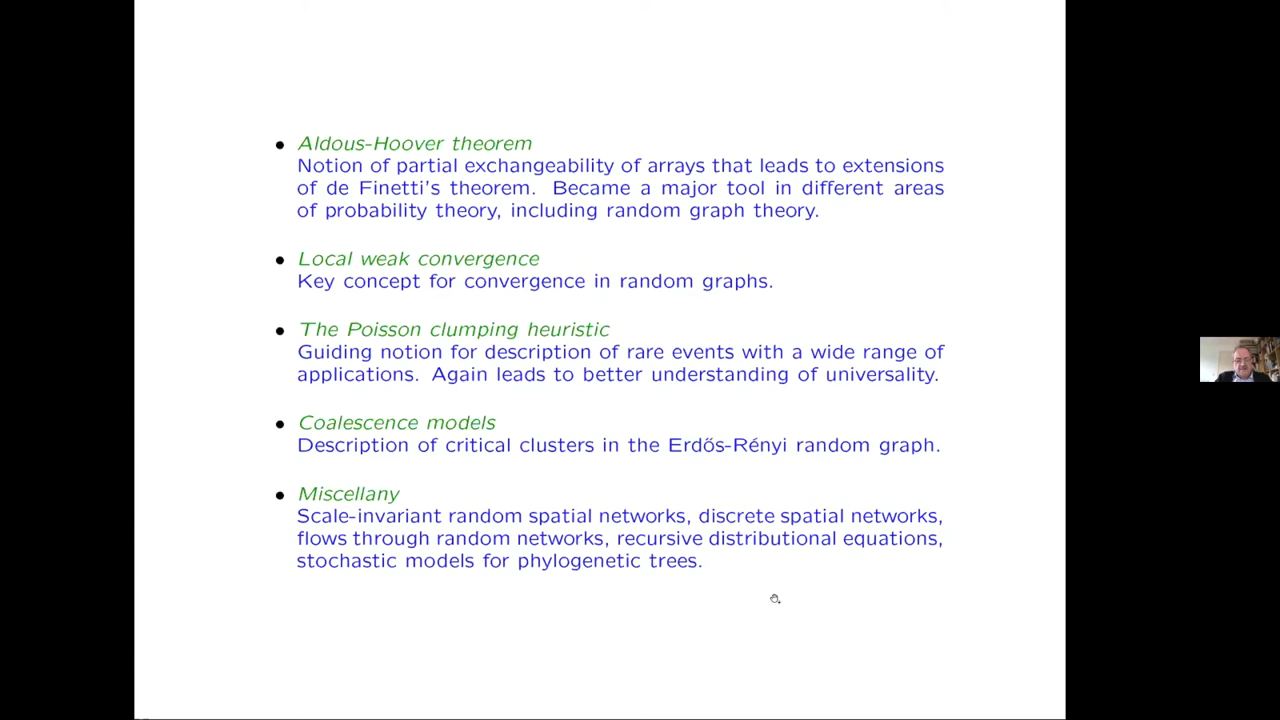 • Aldous-Hoover theorem
Notion of partial exchangeability of arrays that leads to extensions
of de Finetti's theorem. Became a major tool in different areas
of probability theory, including random graph theory.
• Local weak convergence
Key concept for convergence in random graphs.
• The Poisson clumping heuristic
Guiding notion for description of rare events with a wide range of
applications. Again leads to better understanding of universality.
• Coalescence models
Description of critical clusters in the Erdős-Rényi random graph.
• Miscellany
Scale-invariant random spatial networks, discrete spatial networks,
flows through random networks, recursive distributional equations,
stochastic models for phylogenetic trees.